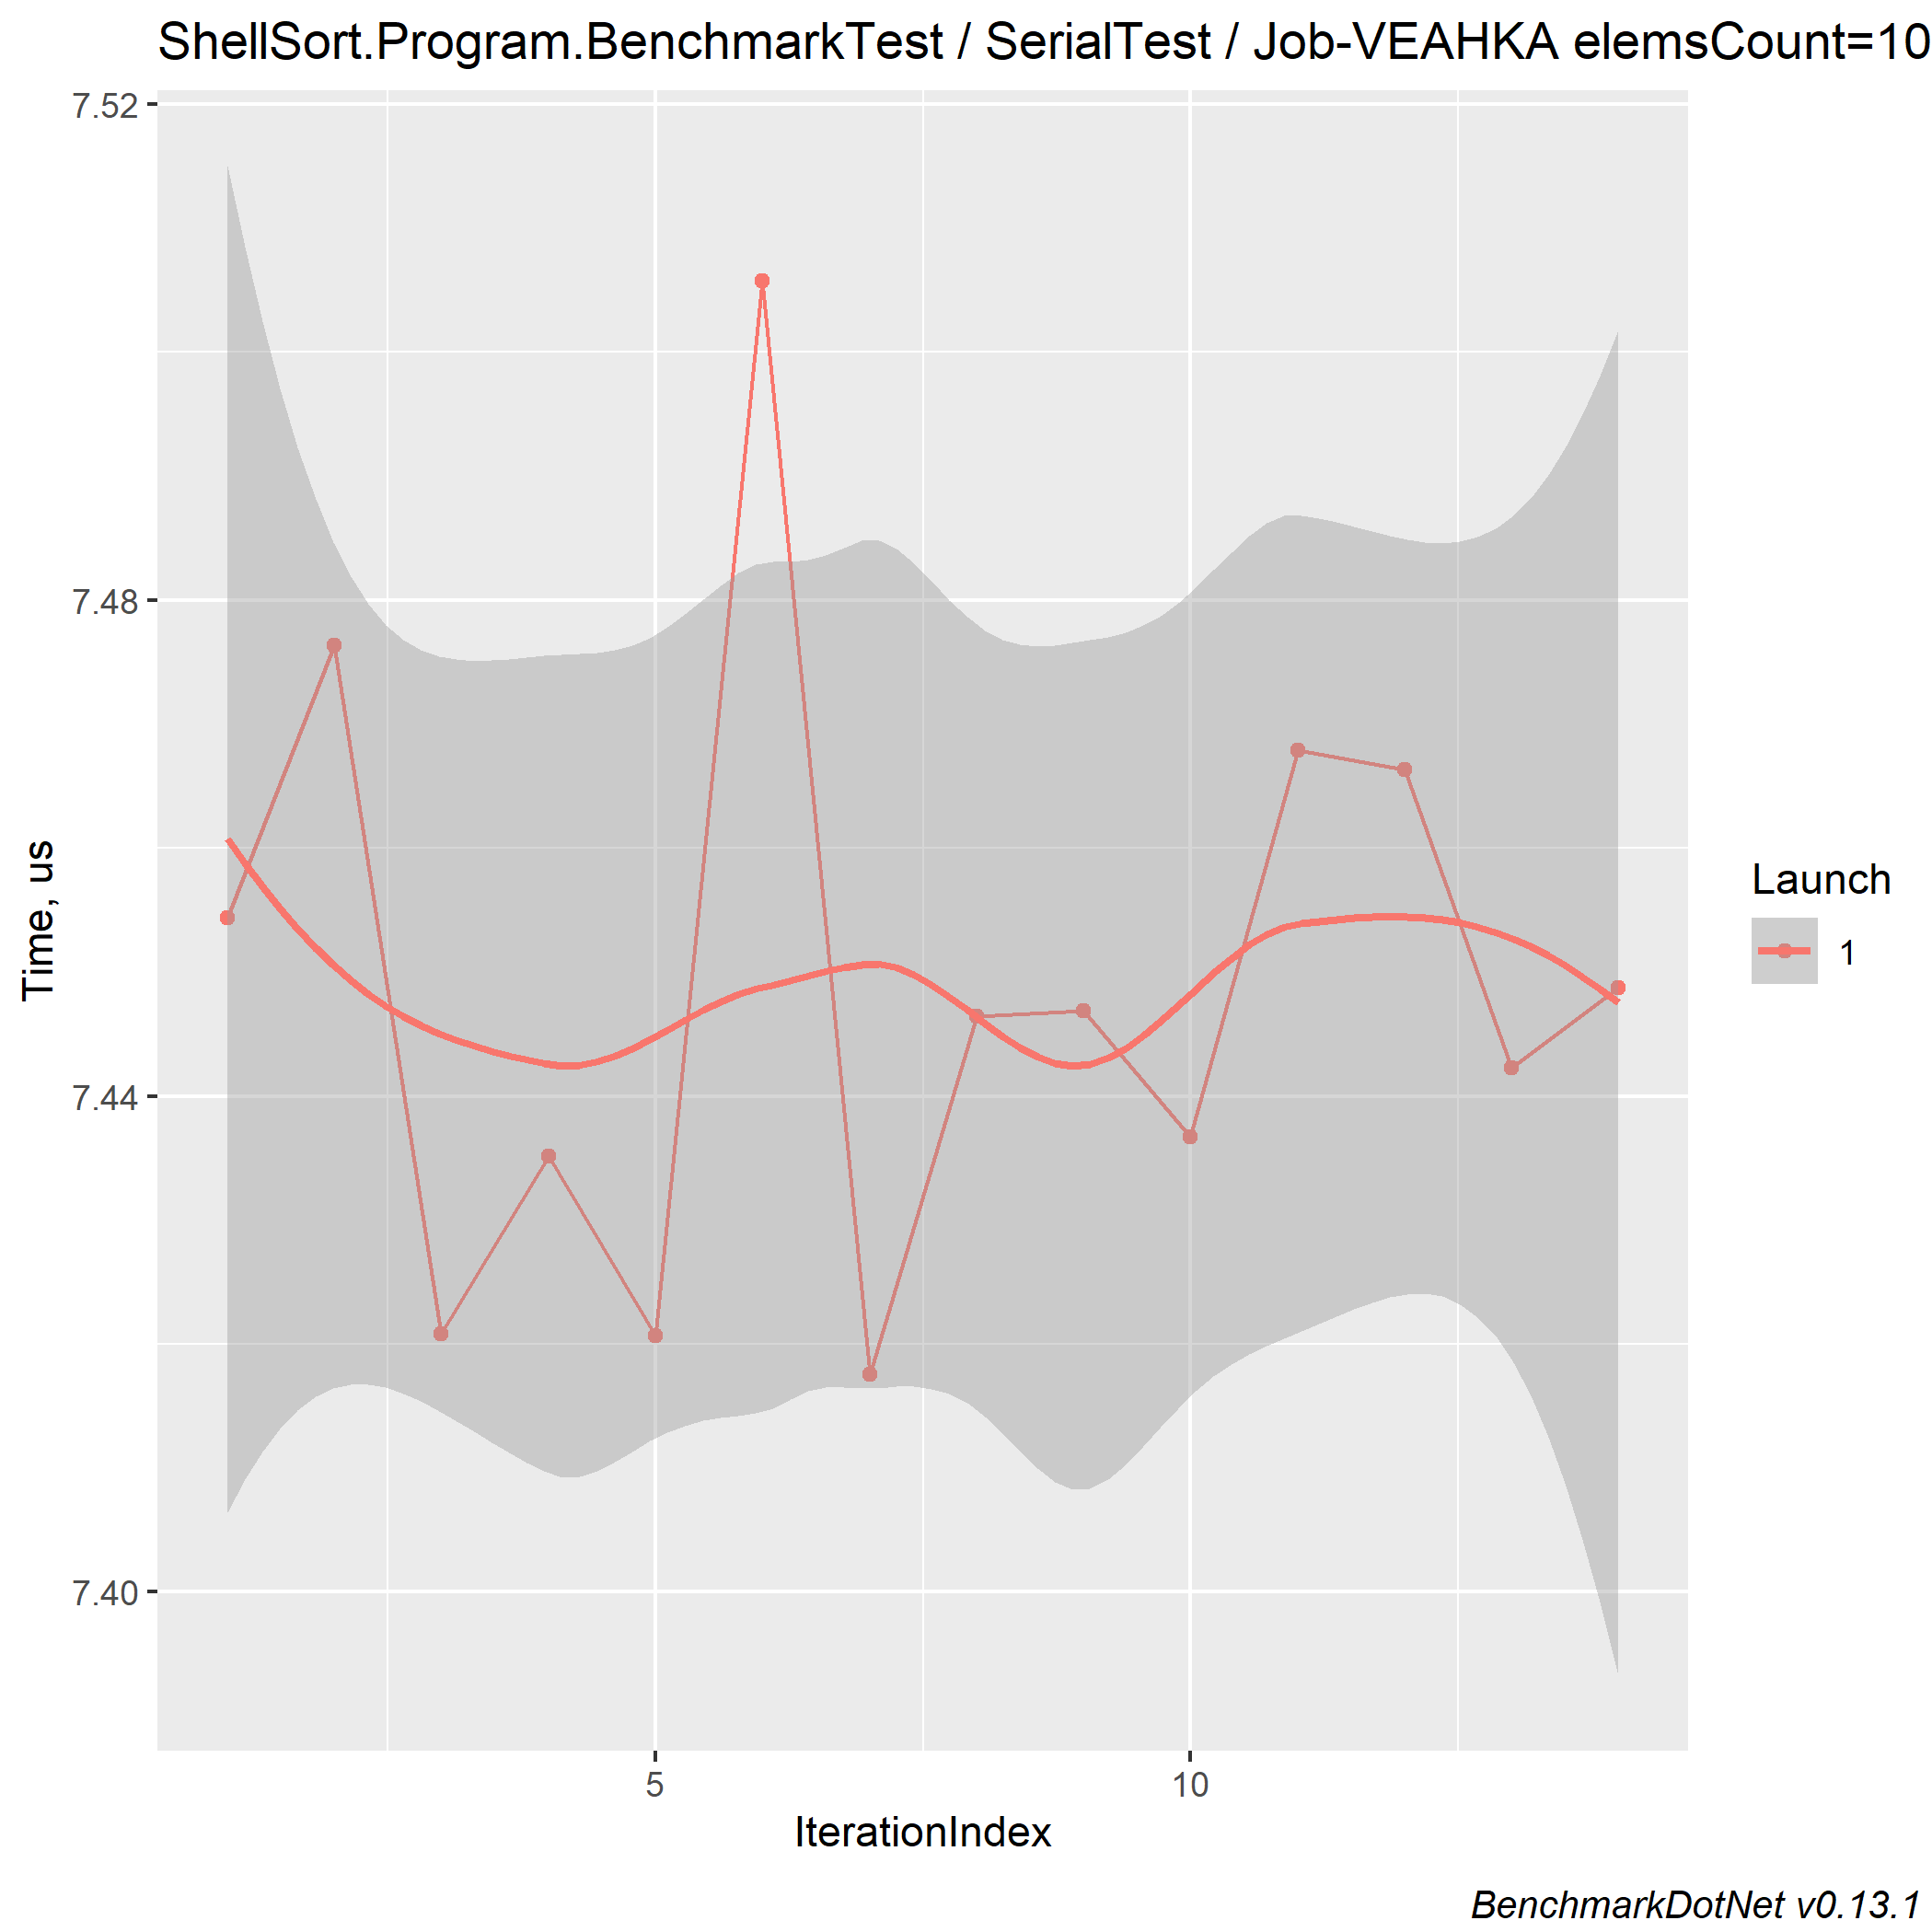 ShellSort.Program.BenchmarkTest / SerialTest / Job-VEAHKA elemsCount=10
7.52
7.48
7.44
7.40
Time, us
5
10
IterationIndex
Launch
1
BenchmarkDotNet v0.13.1